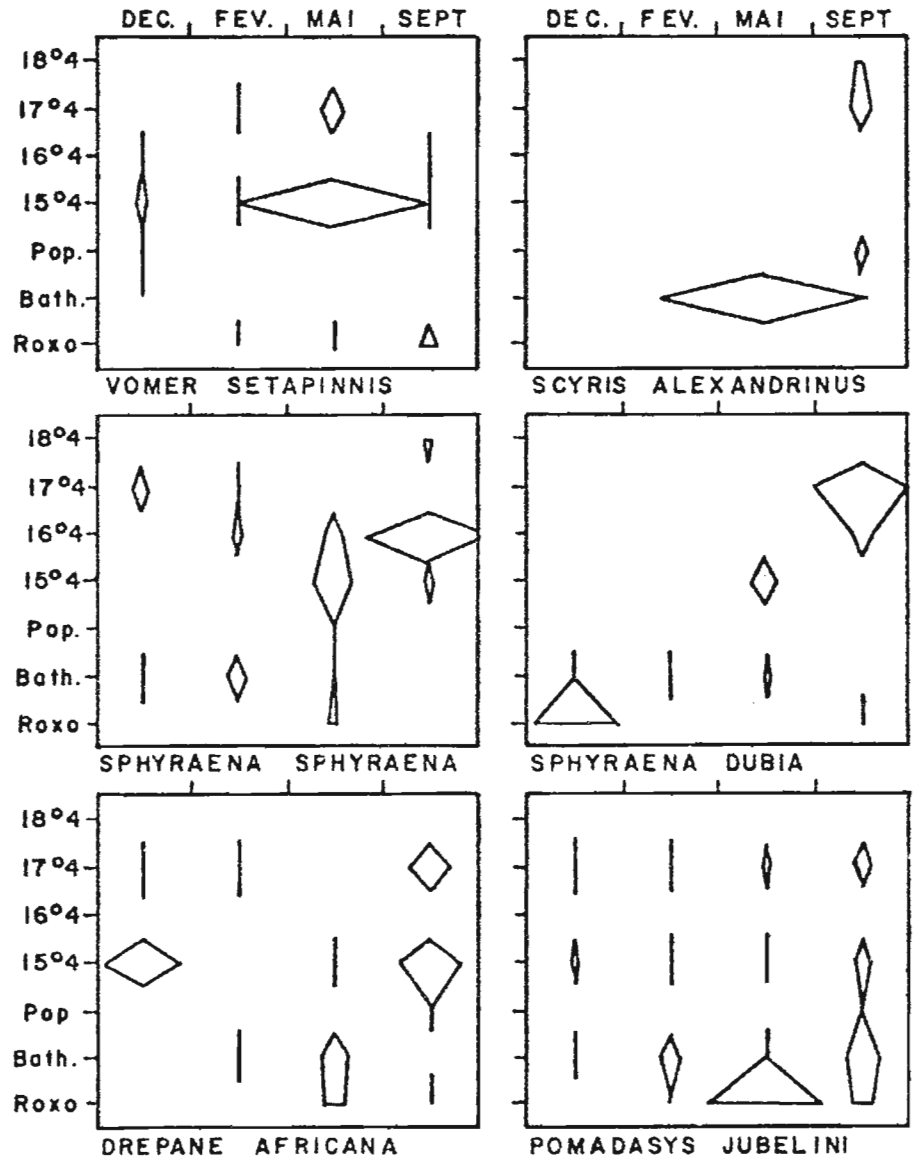 DEC. FEV. MAI SEPT
DEC. FEV. MAI SEPT
18°4
17°4
16°4
15°4
Pop.
Bath.
Roxo
VOMER SETAPINNIS
SCYRIS ALEXANDRINUS
18°4
17°4
16°4
15°4
Pop.
Bath.
Roxo
SPHYRAENA SPHYRAENA
SPHYRAENA DUBIA
18°4
17°4
16°4
15°4
Pop
Bath.
Roxo
DREPANE AFRICANA
POMADASYS JUBELINI